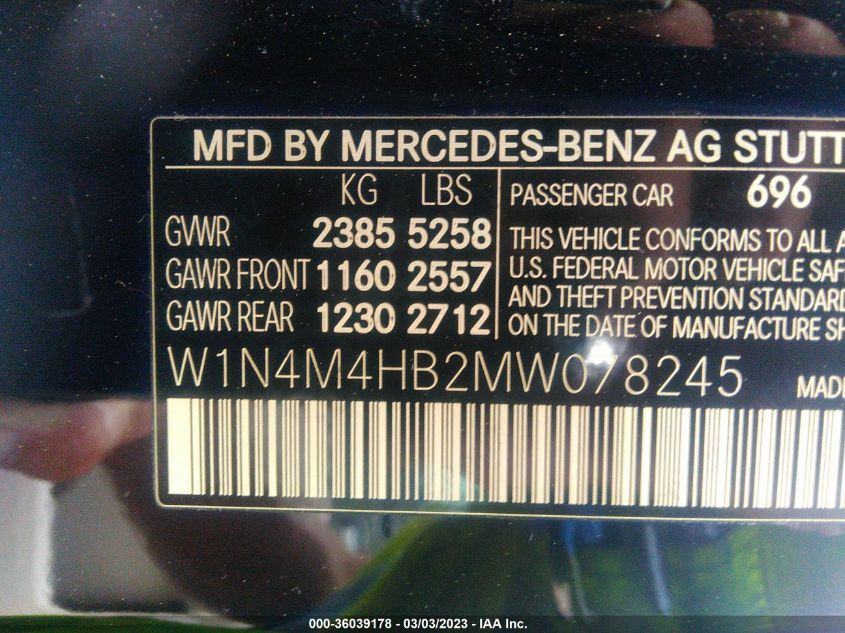 MFD BY MERCEDES-BENZ AG STUTT
KG LBS
GVWR 2385 5258
GAWR FRONT 1160 2557
GAWR REAR 1230 2712
PASSENGER CAR 696
THIS VEHICLE CONFORMS TO ALL A
U.S. FEDERAL MOTOR VEHICLE SAF
AND THEFT PREVENTION STANDARD
ON THE DATE OF MANUFACTURE SH
W1N4M4HB2MW078245 MADE
000-36039178 - 03/03/2023 - IAA Inc.